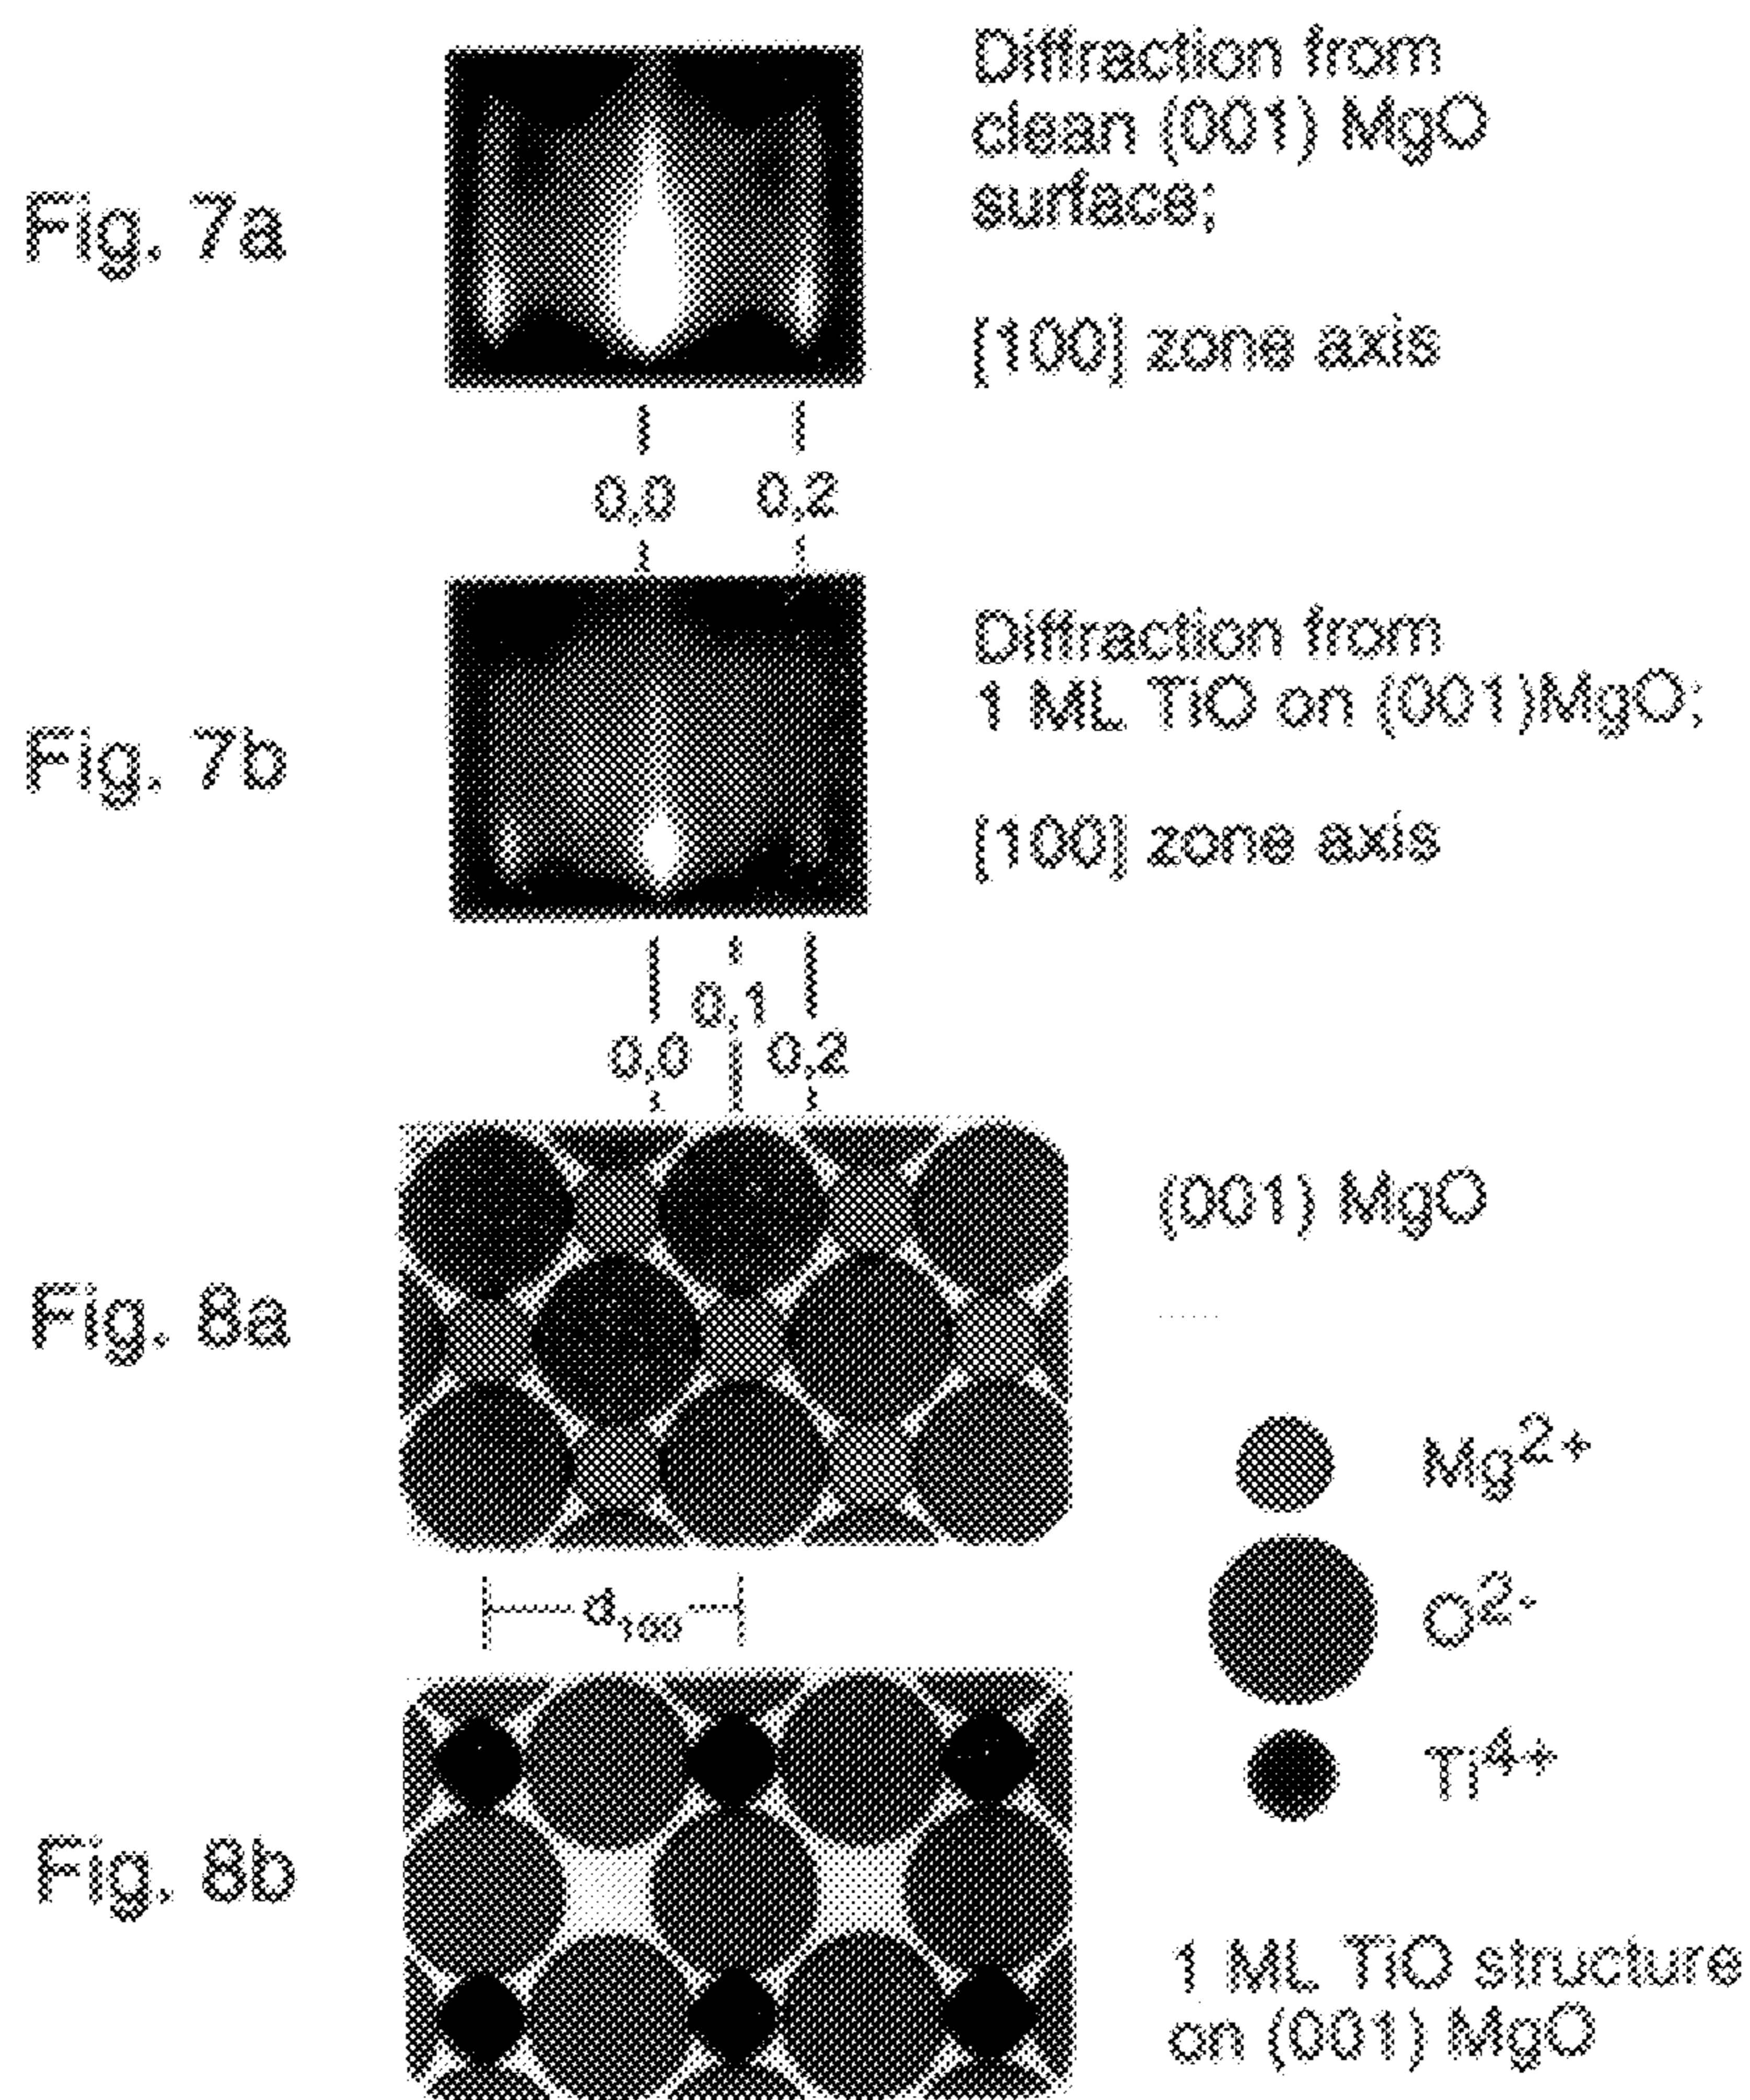 Fig. 7a
Diffraction from
clean (001) MgO
surface;
[100] zone axis
0,0 0,2
Fig. 7b
Diffraction from
1 ML TiO on (001)MgO;
[100] zone axis
0,1
0,0 0,2
Fig. 8a
(001) MgO
Mg2+
O2-
Ti4+
d100
Fig. 8b
1 ML TiO structure
on (001) MgO